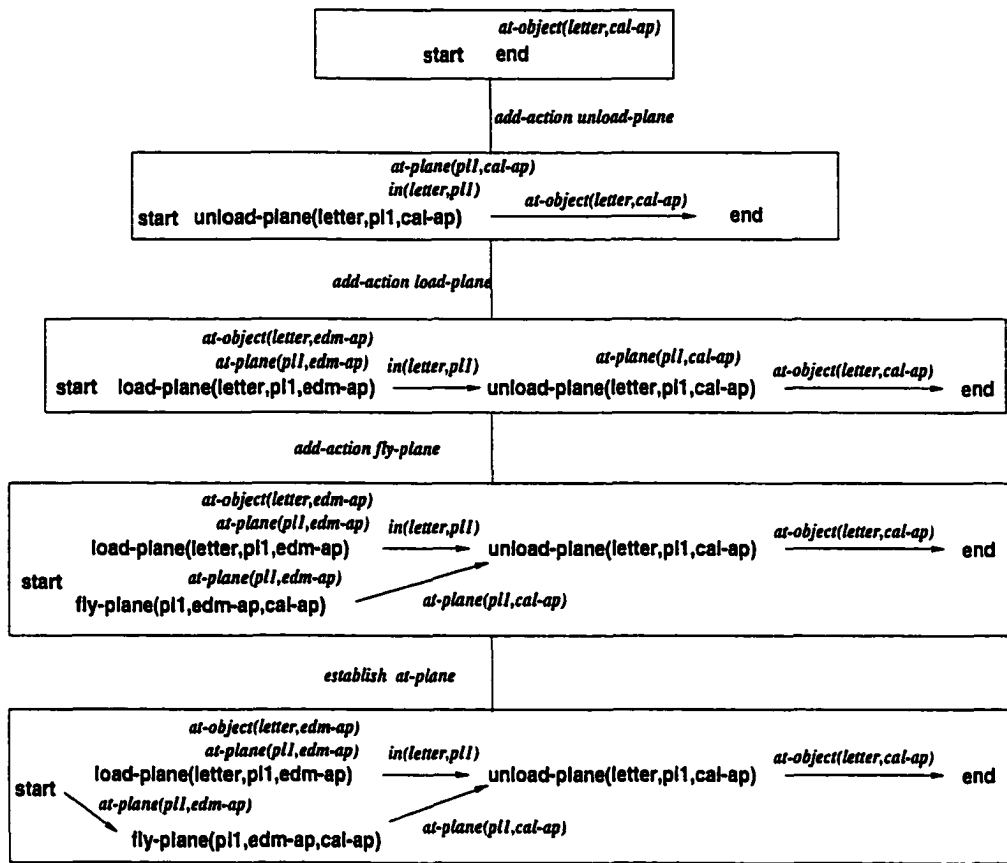 at-object(letter,cal-ap)
start end
add-action unload-plane
at-plane(pl1,cal-ap)
in(letter,pl1)
at-object(letter,cal-ap)
start unload-plane(letter,pl1,cal-ap) end
add-action load-plane
at-object(letter,edm-ap)
at-plane(pl1,edm-ap) in(letter,pl1) at-plane(pl1,cal-ap) at-object(letter,cal-ap)
start load-plane(letter,pl1,edm-ap) unload-plane(letter,pl1,cal-ap) end
add-action fly-plane
at-object(letter,edm-ap)
at-plane(pl1,edm-ap) in(letter,pl1) at-object(letter,cal-ap)
load-plane(letter,pl1,edm-ap) unload-plane(letter,pl1,cal-ap) end
start at-plane(pl1,edm-ap)
fly-plane(pl1,edm-ap,cal-ap) at-plane(pl1,cal-ap)
establish at-plane
at-object(letter,edm-ap)
at-plane(pl1,edm-ap) in(letter,pl1) at-object(letter,cal-ap)
load-plane(letter,pl1,edm-ap) unload-plane(letter,pl1,cal-ap) end
start
at-plane(pl1,edm-ap)
at-plane(pl1,cal-ap)
fly-plane(pl1,edm-ap,cal-ap)